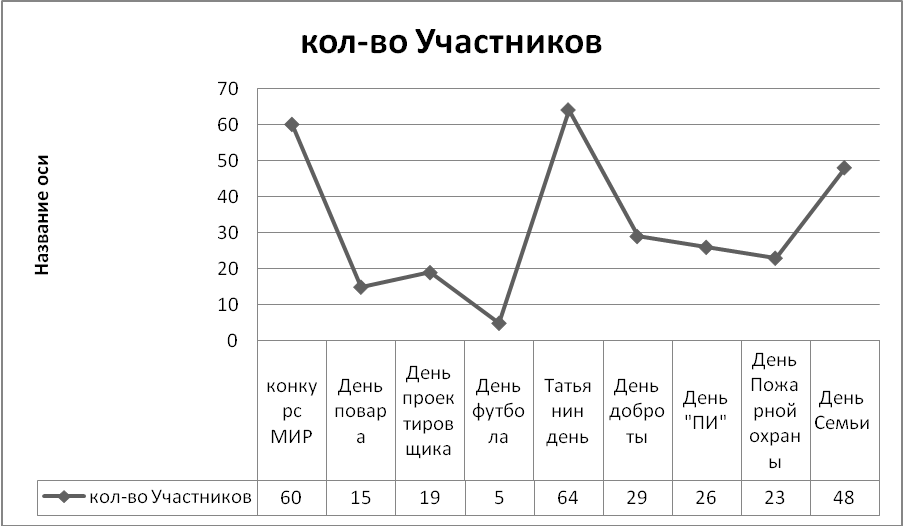 кол-во Участников
Название оси
70
60
50
40
30
20
10
0
конку
рс
МИР
День
повар
а
День
проек
тиров
щика
День
футбо
ла
Татья
нин
день
День
добро
ты
День
"ПИ"
День
Пожа
рной
охран
ы
День
Семьи
кол-во Участников 60 15 19 5 64 29 26 23 48